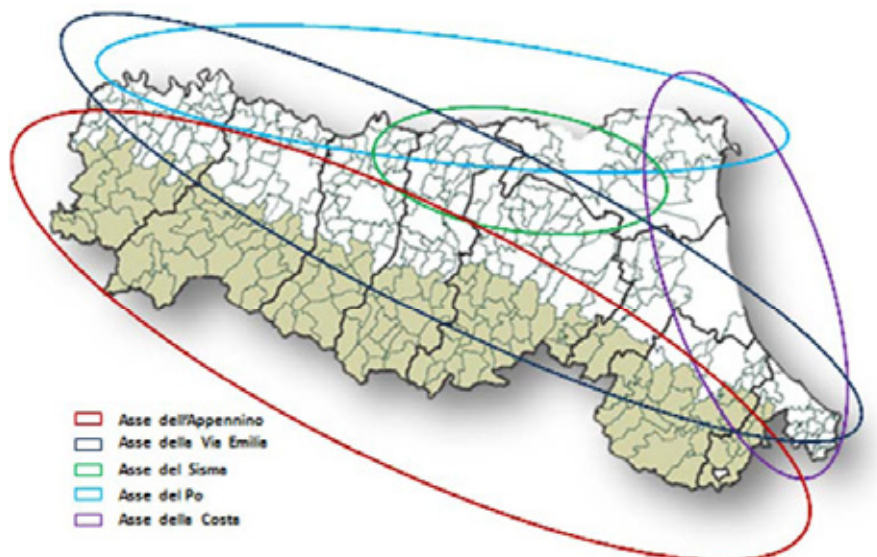 Asse dell'Appennino
Asse della Via Emilia
Asse del Sisma
Asse del Po
Asse della Costa